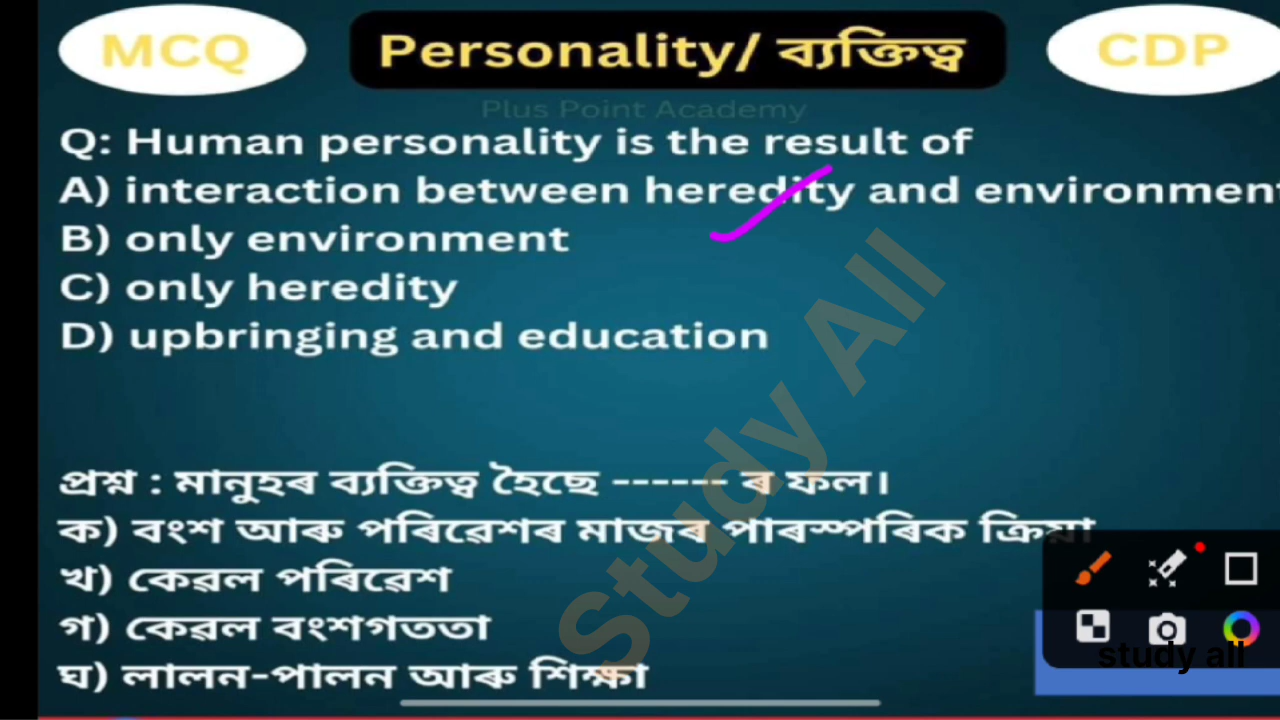 MCQ
Personality/ ব্যক্তিত্ব
CDP
Plus Point Academy
Q: Human personality is the result of
A) interaction between heredity and environment
B) only environment
C) only heredity
D) upbringing and education
প্ৰশ্ন : মানুহৰ ব্যক্তিত্ব হৈছে ------ ৰ ফল।
ক) বংশ আৰু পৰিৱেশৰ মাজৰ পাৰস্পৰিক ক্ৰিয়া
খ) কেৱল পৰিৱেশ
গ) কেৱল বংশগততা
ঘ) লালন-পালন আৰু শিক্ষা
Study All
study all